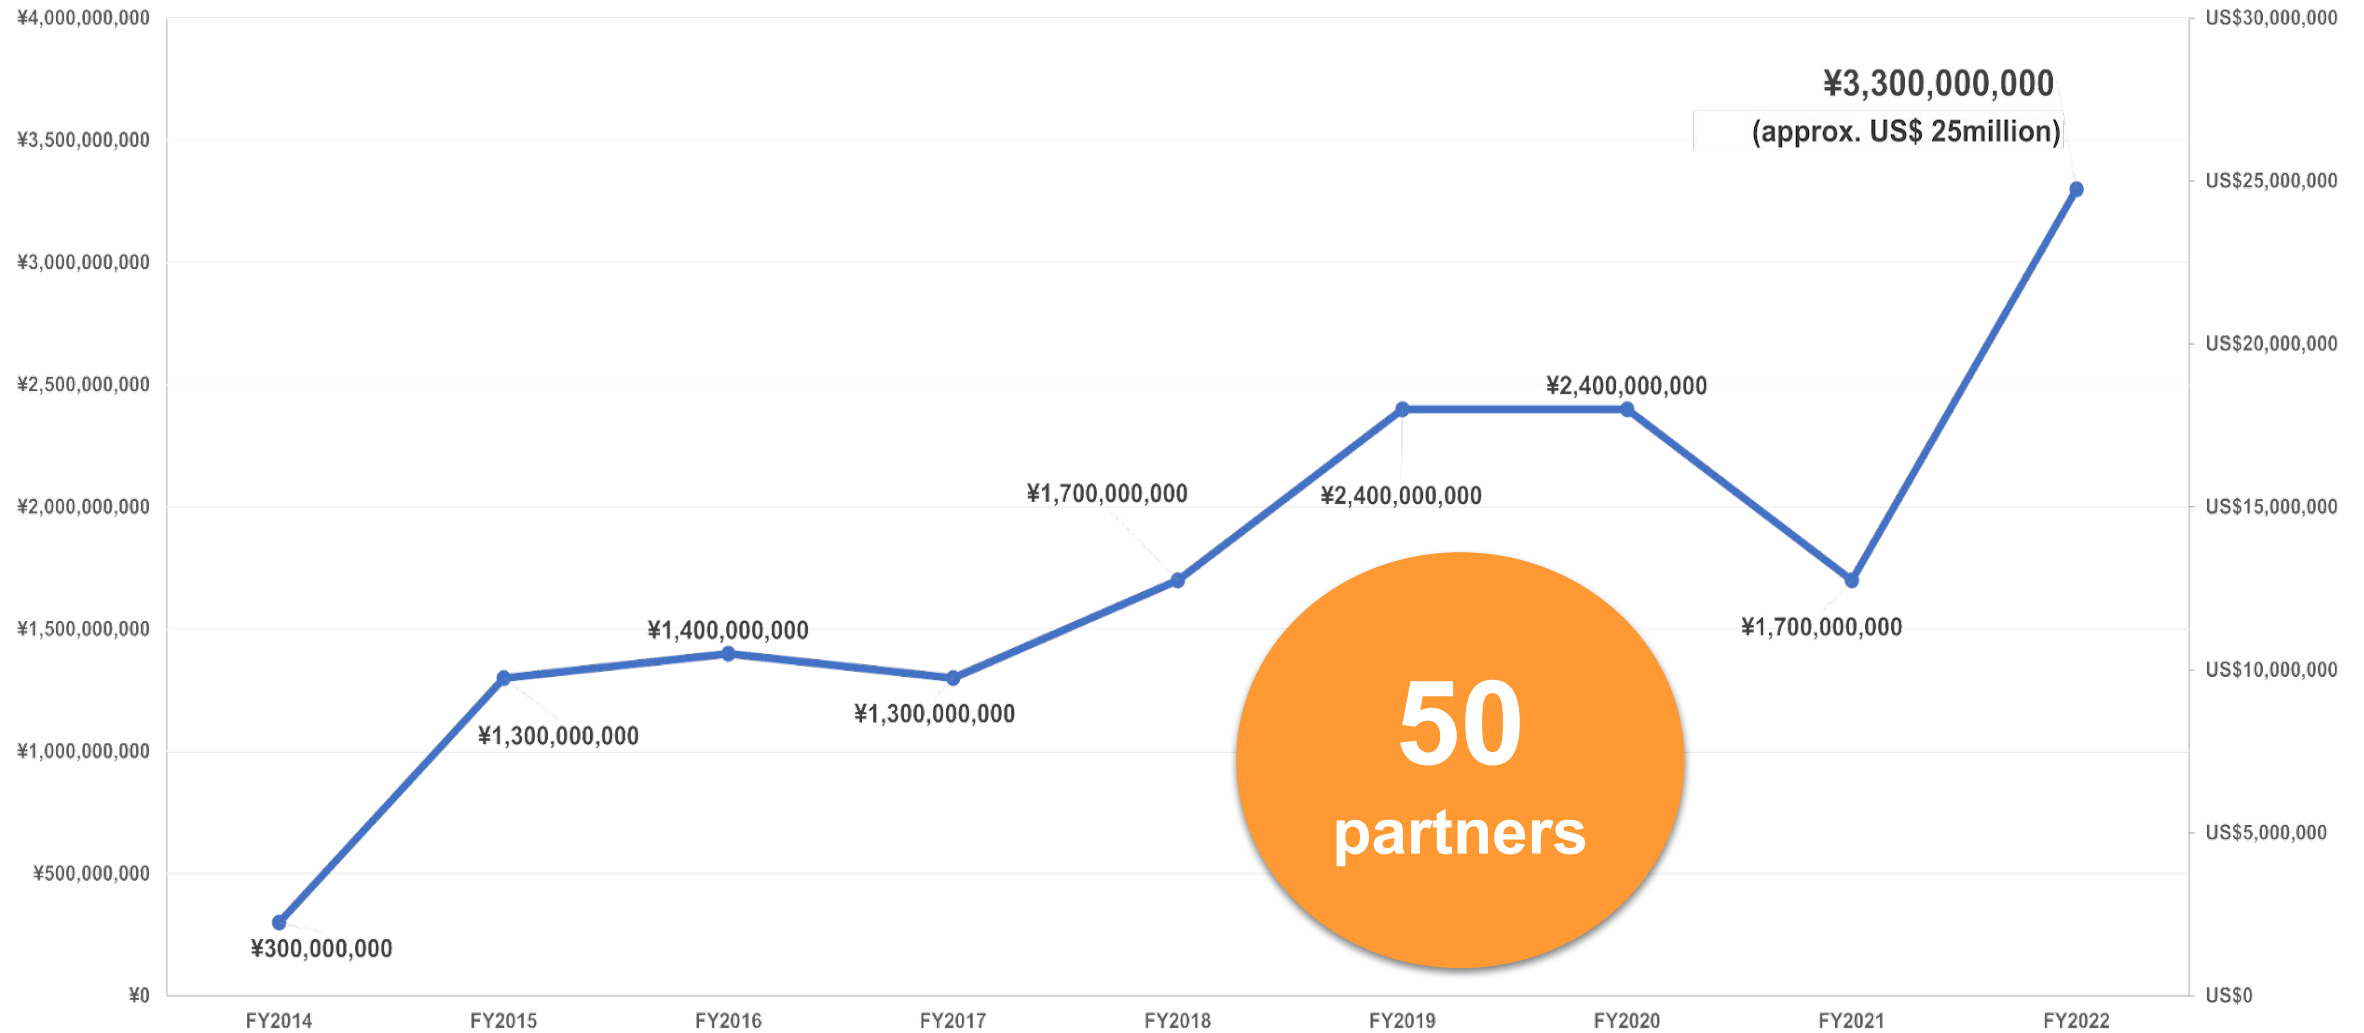 ¥4,000,000,000
¥3,500,000,000
¥3,000,000,000
¥2,500,000,000
¥2,000,000,000
¥1,500,000,000
¥1,000,000,000
¥500,000,000
¥0
US$30,000,000
US$25,000,000
US$20,000,000
US$15,000,000
US$10,000,000
US$5,000,000
US$0
¥300,000,000
¥1,300,000,000
¥1,400,000,000
¥1,300,000,000
¥1,700,000,000
¥2,400,000,000
¥2,400,000,000
¥1,700,000,000
¥3,300,000,000
(approx. US$ 25million)
50
partners
FY2014
FY2015
FY2016
FY2017
FY2018
FY2019
FY2020
FY2021
FY2022